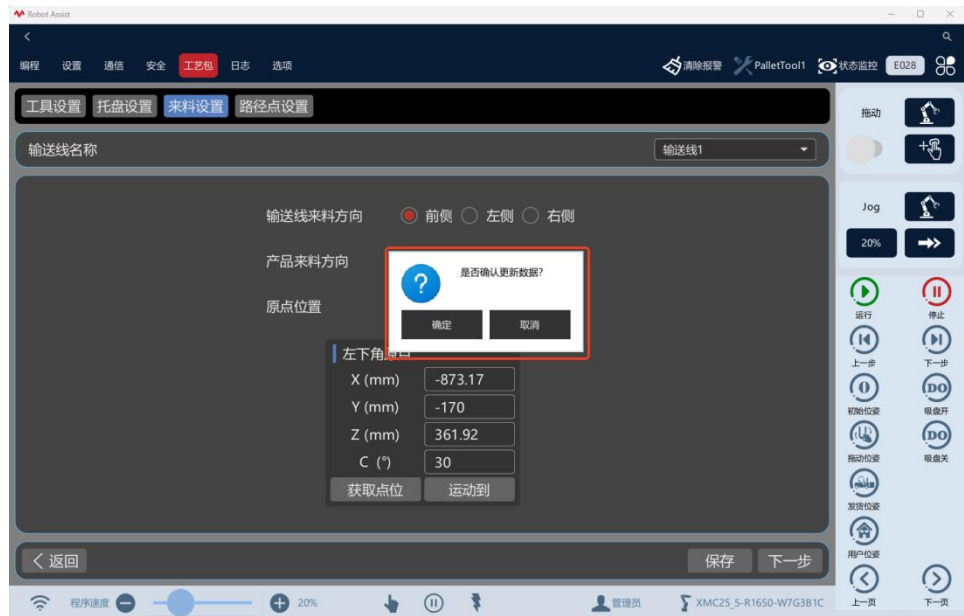 Robot Assist
编程 设置 通信 安全 工艺包 日志 选项 清除报警 PalletTool1 状态监控 E028
工具设置 托盘设置 来料设置 路径点设置
输送线名称 输送线1
输送线来料方向 前侧 左侧 右侧
产品来料方向
原点位置
是否确认更新数据?
确定 取消
左下角原点
X (mm) -873.17
Y (mm) -170
Z (mm) 361.92
C (°) 30
获取点位 运动到
返回 保存 下一步
拖动
Jog
20%
运行 停止
上一步 下一步
初始位姿 DO 吸盘开
拖动位姿 DO 吸盘关
发货位姿
用户位姿
上一页 下一页
程序速度 20% 管理员 XMC25_5-R1650-W7G3B1C